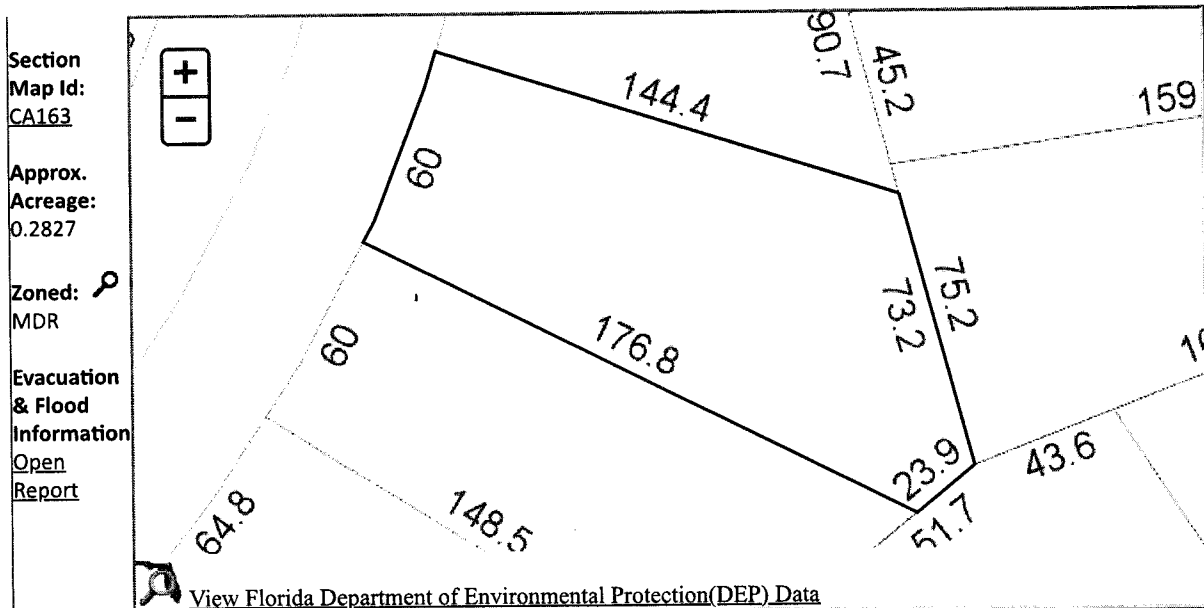 Section
Map Id:
CA163
Approx.
Acreage:
0.2827
Zoned:
MDR
Evacuation
& Flood
Information
Open
Report
+
−
144.4
90.7
45.2
159
60
75.2
73.2
176.8
60
23.9
43.6
51.7
148.5
64.8
View Florida Department of Environmental Protection(DEP) Data